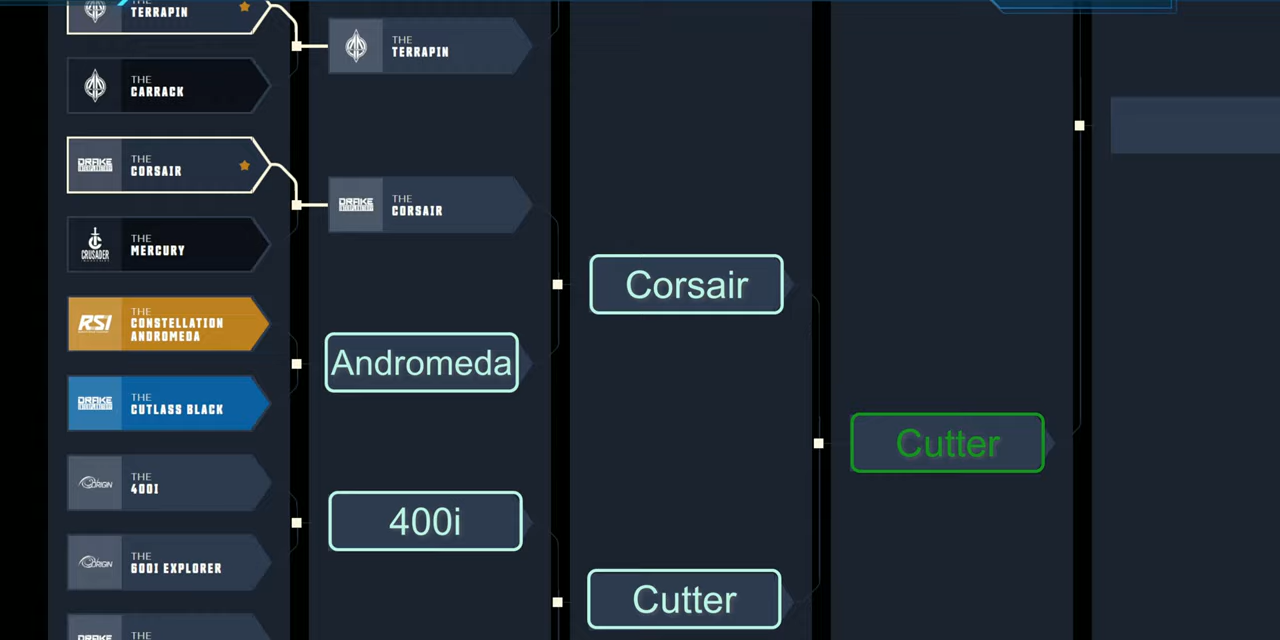 THE
TERRAPIN
THE
CARRACK
DRAKE
THE
CORSAIR
CRUSADER
THE
MERCURY
RSI
THE
CONSTELLATION
ANDROMEDA
DRAKE
THE
CUTLASS BLACK
ORIGIN
THE
400I
ORIGIN
THE
600I EXPLORER
DRAKE
THE
THE
TERRAPIN
DRAKE
THE
CORSAIR
Andromeda
400i
Corsair
Cutter
Cutter